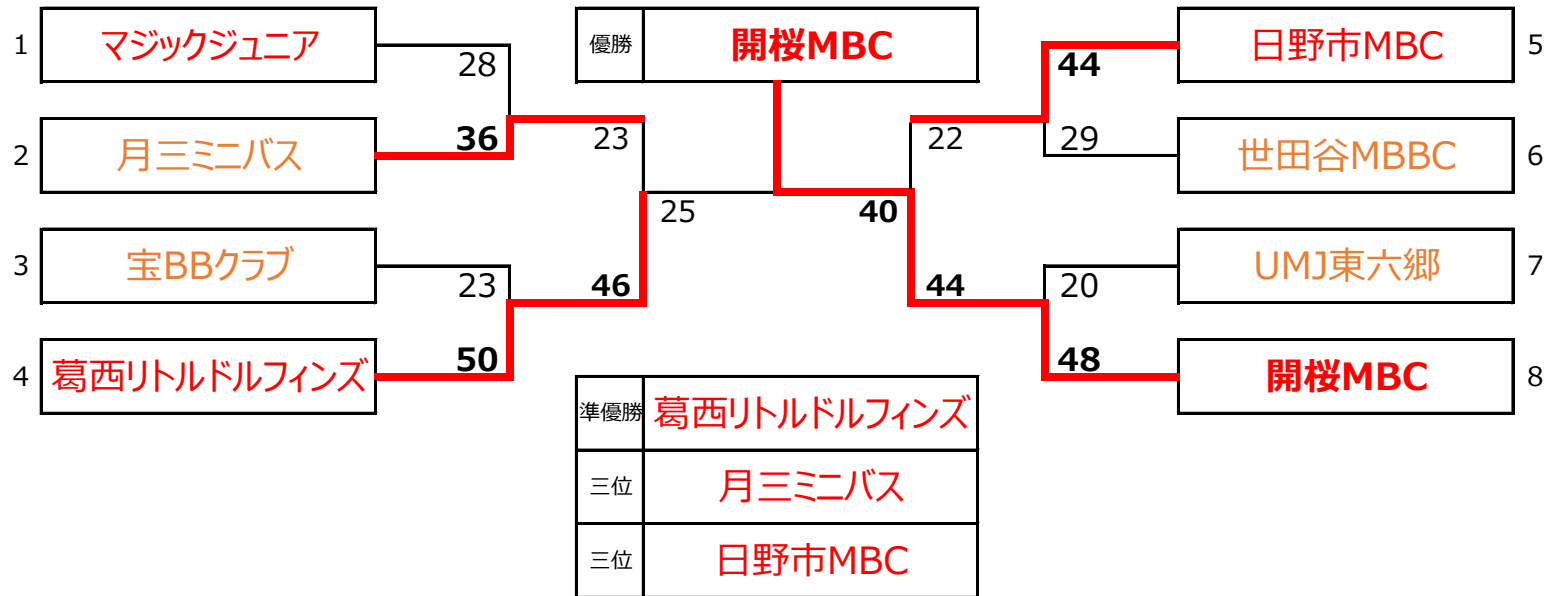 1 マジックジュニア 28 優勝 開桜MBC 44 日野市MBC 5
2 月三ミニバス 36 23 22 29 世田谷MBBC 6
25 40
3 宝BBクラブ 23 46 44 20 UMJ東六郷 7
4 葛西リトルドルフィンズ 50 48 開桜MBC 8
準優勝 葛西リトルドルフィンズ
三位 月三ミニバス
三位 日野市MBC